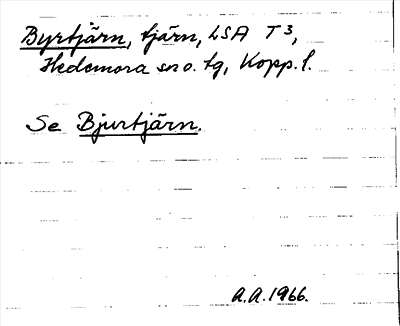 Byrtjärn, tjärn, LSA T3,
Hedemora sn o. tg, Kopp. l.
Se Bjurtjärn.
A.A. 1966.